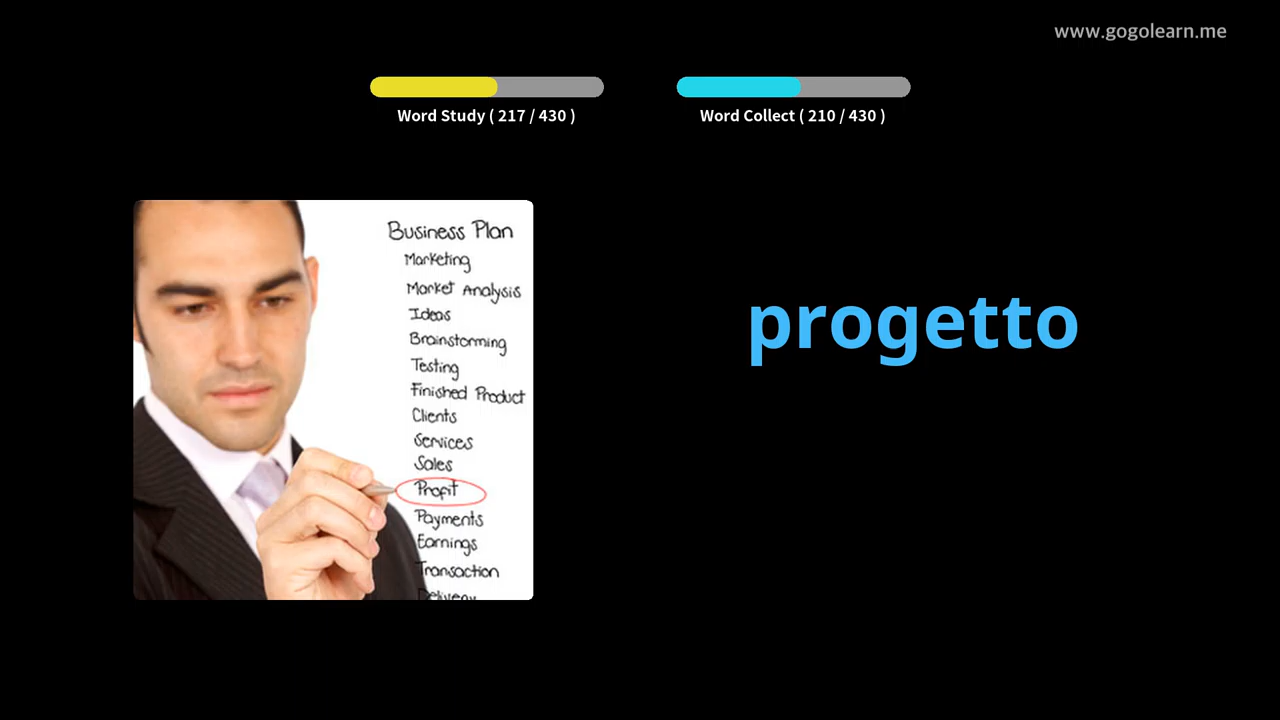 www.gogolearn.me
Word Study ( 217 / 430 )
Word Collect ( 210 / 430 )
Business Plan
Marketing
Market Analysis
Ideas
Brainstorming
Testing
Finished Product
Clients
Services
Sales
Profit
Payments
Earnings
Transaction
Delivery
progetto